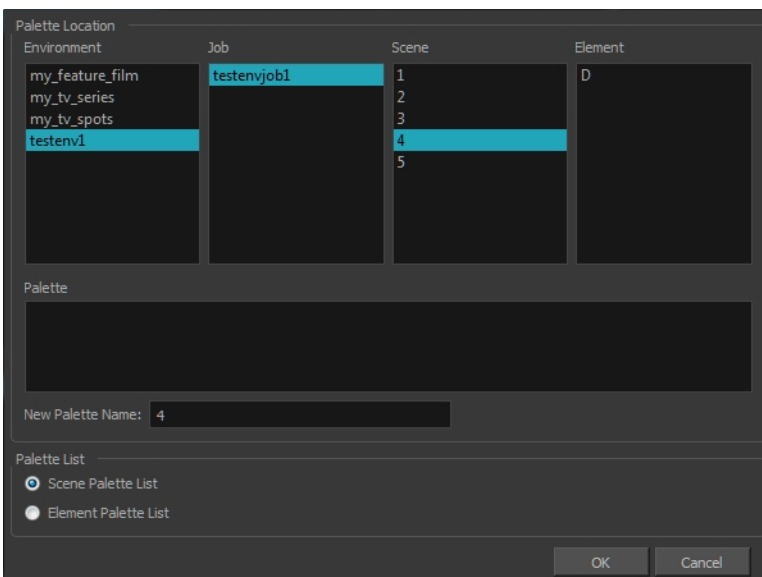 Palette Location
Environment Job Scene Element
my_feature_film testenvjob1 1 D
my_tv_series 2
my_tv_spots 3
testenv1 4
5
Palette
New Palette Name: 4
Palette List
Scene Palette List
Element Palette List
OK Cancel